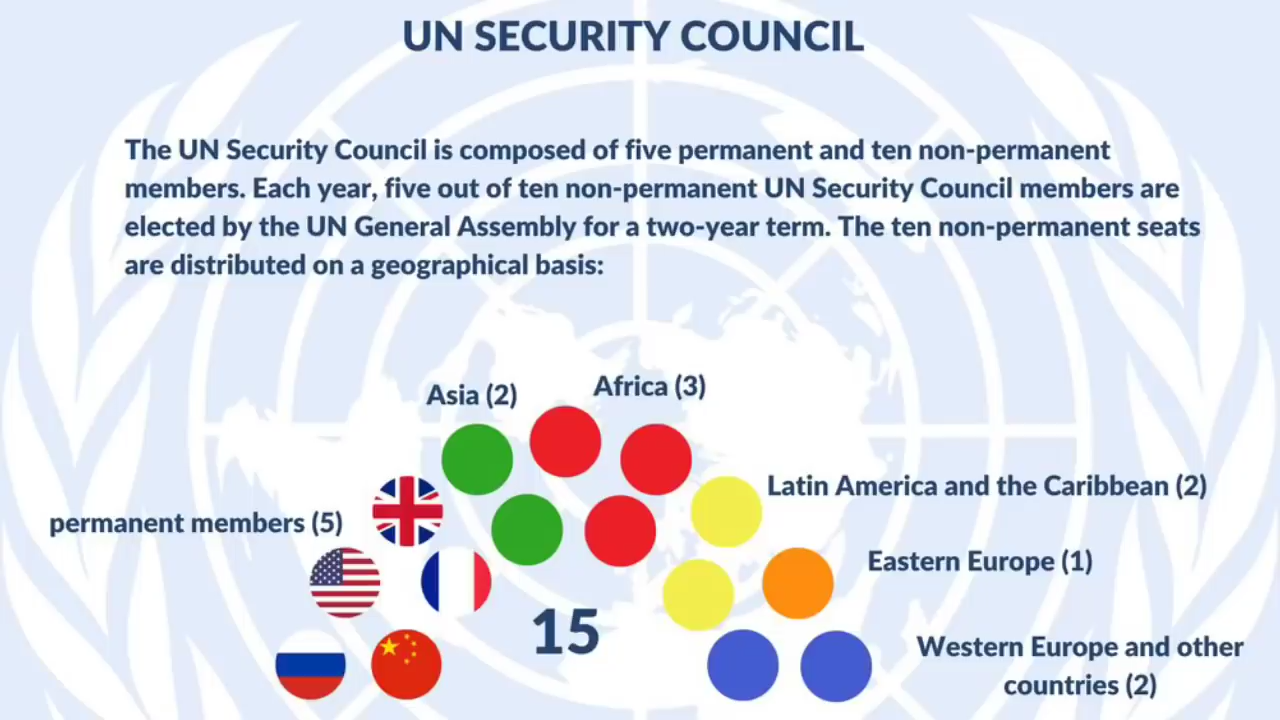 UN SECURITY COUNCIL
The UN Security Council is composed of five permanent and ten non-permanent
members. Each year, five out of ten non-permanent UN Security Council members are
elected by the UN General Assembly for a two-year term. The ten non-permanent seats
are distributed on a geographical basis:
Asia (2)
Africa (3)
Latin America and the Caribbean (2)
permanent members (5)
Eastern Europe (1)
15
Western Europe and other
countries (2)